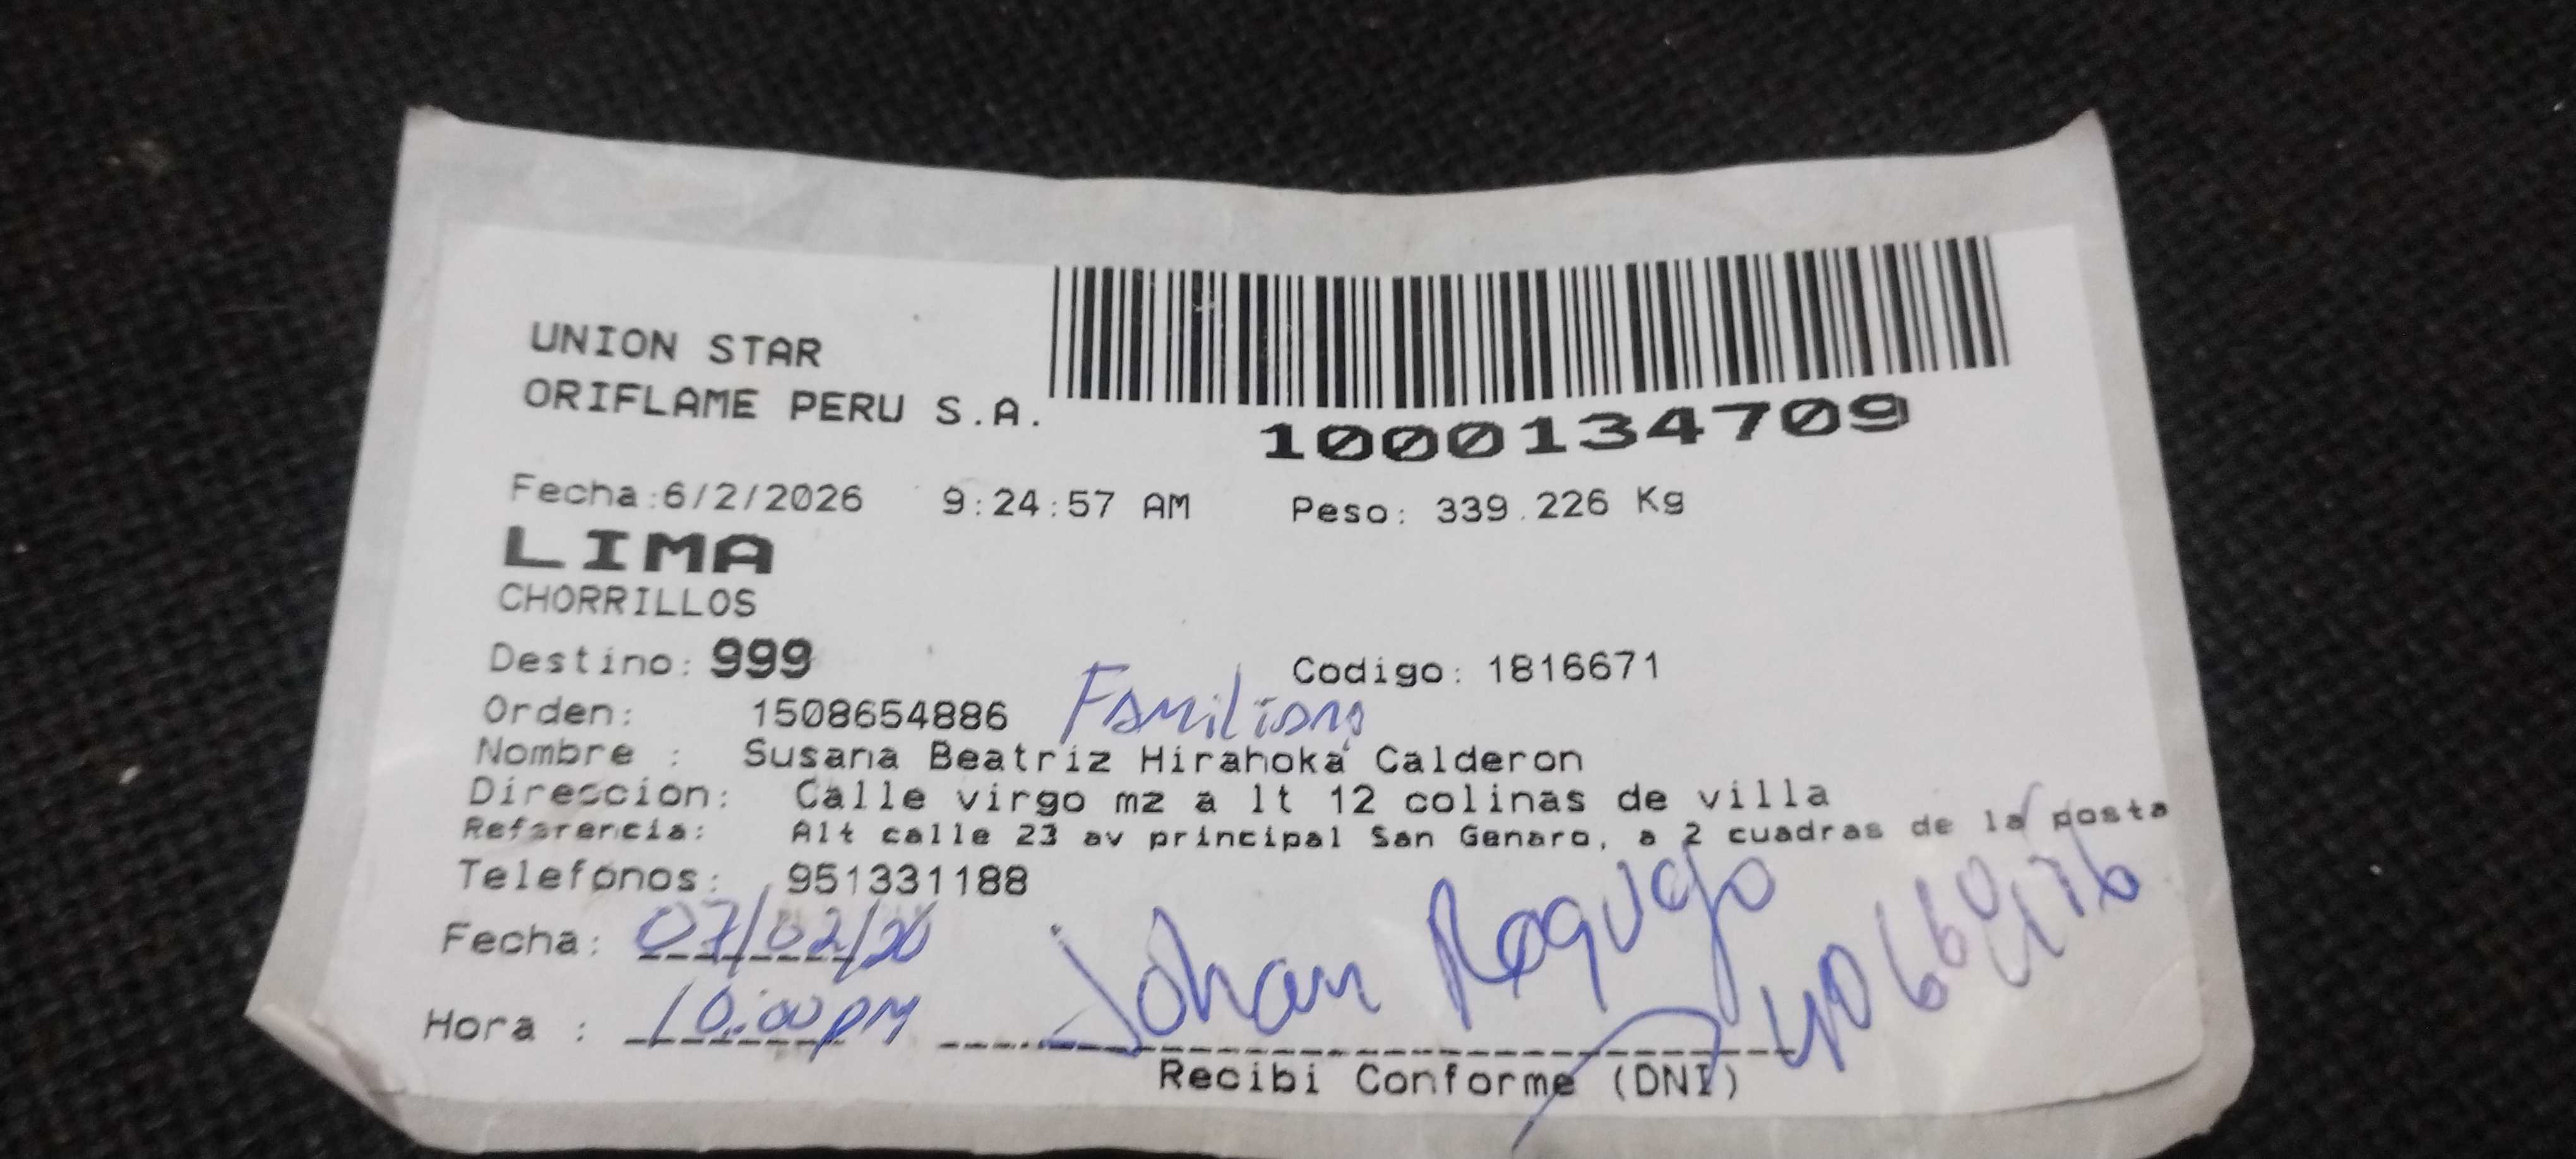 UNION STAR
ORIFLAME PERU S.A.
1000134709
Fecha:6/2/2026 9:24:57 AM Peso: 339.226 Kg
LIMA
CHORRILLOS
Destino: 999 Codigo: 1816671
Orden: 1508654886
Nombre : Susana Beatriz Hirahoka Calderon
Direccion: Calle virgo mz a lt 12 colinas de villa
Referencia: Alt calle 23 av principal San Genaro, a 2 cuadras de la posta
Telefonos: 951331188
Fecha: 07/02/26
Hora : 10:00 PM Johan
Recibi Conforme (DNI)